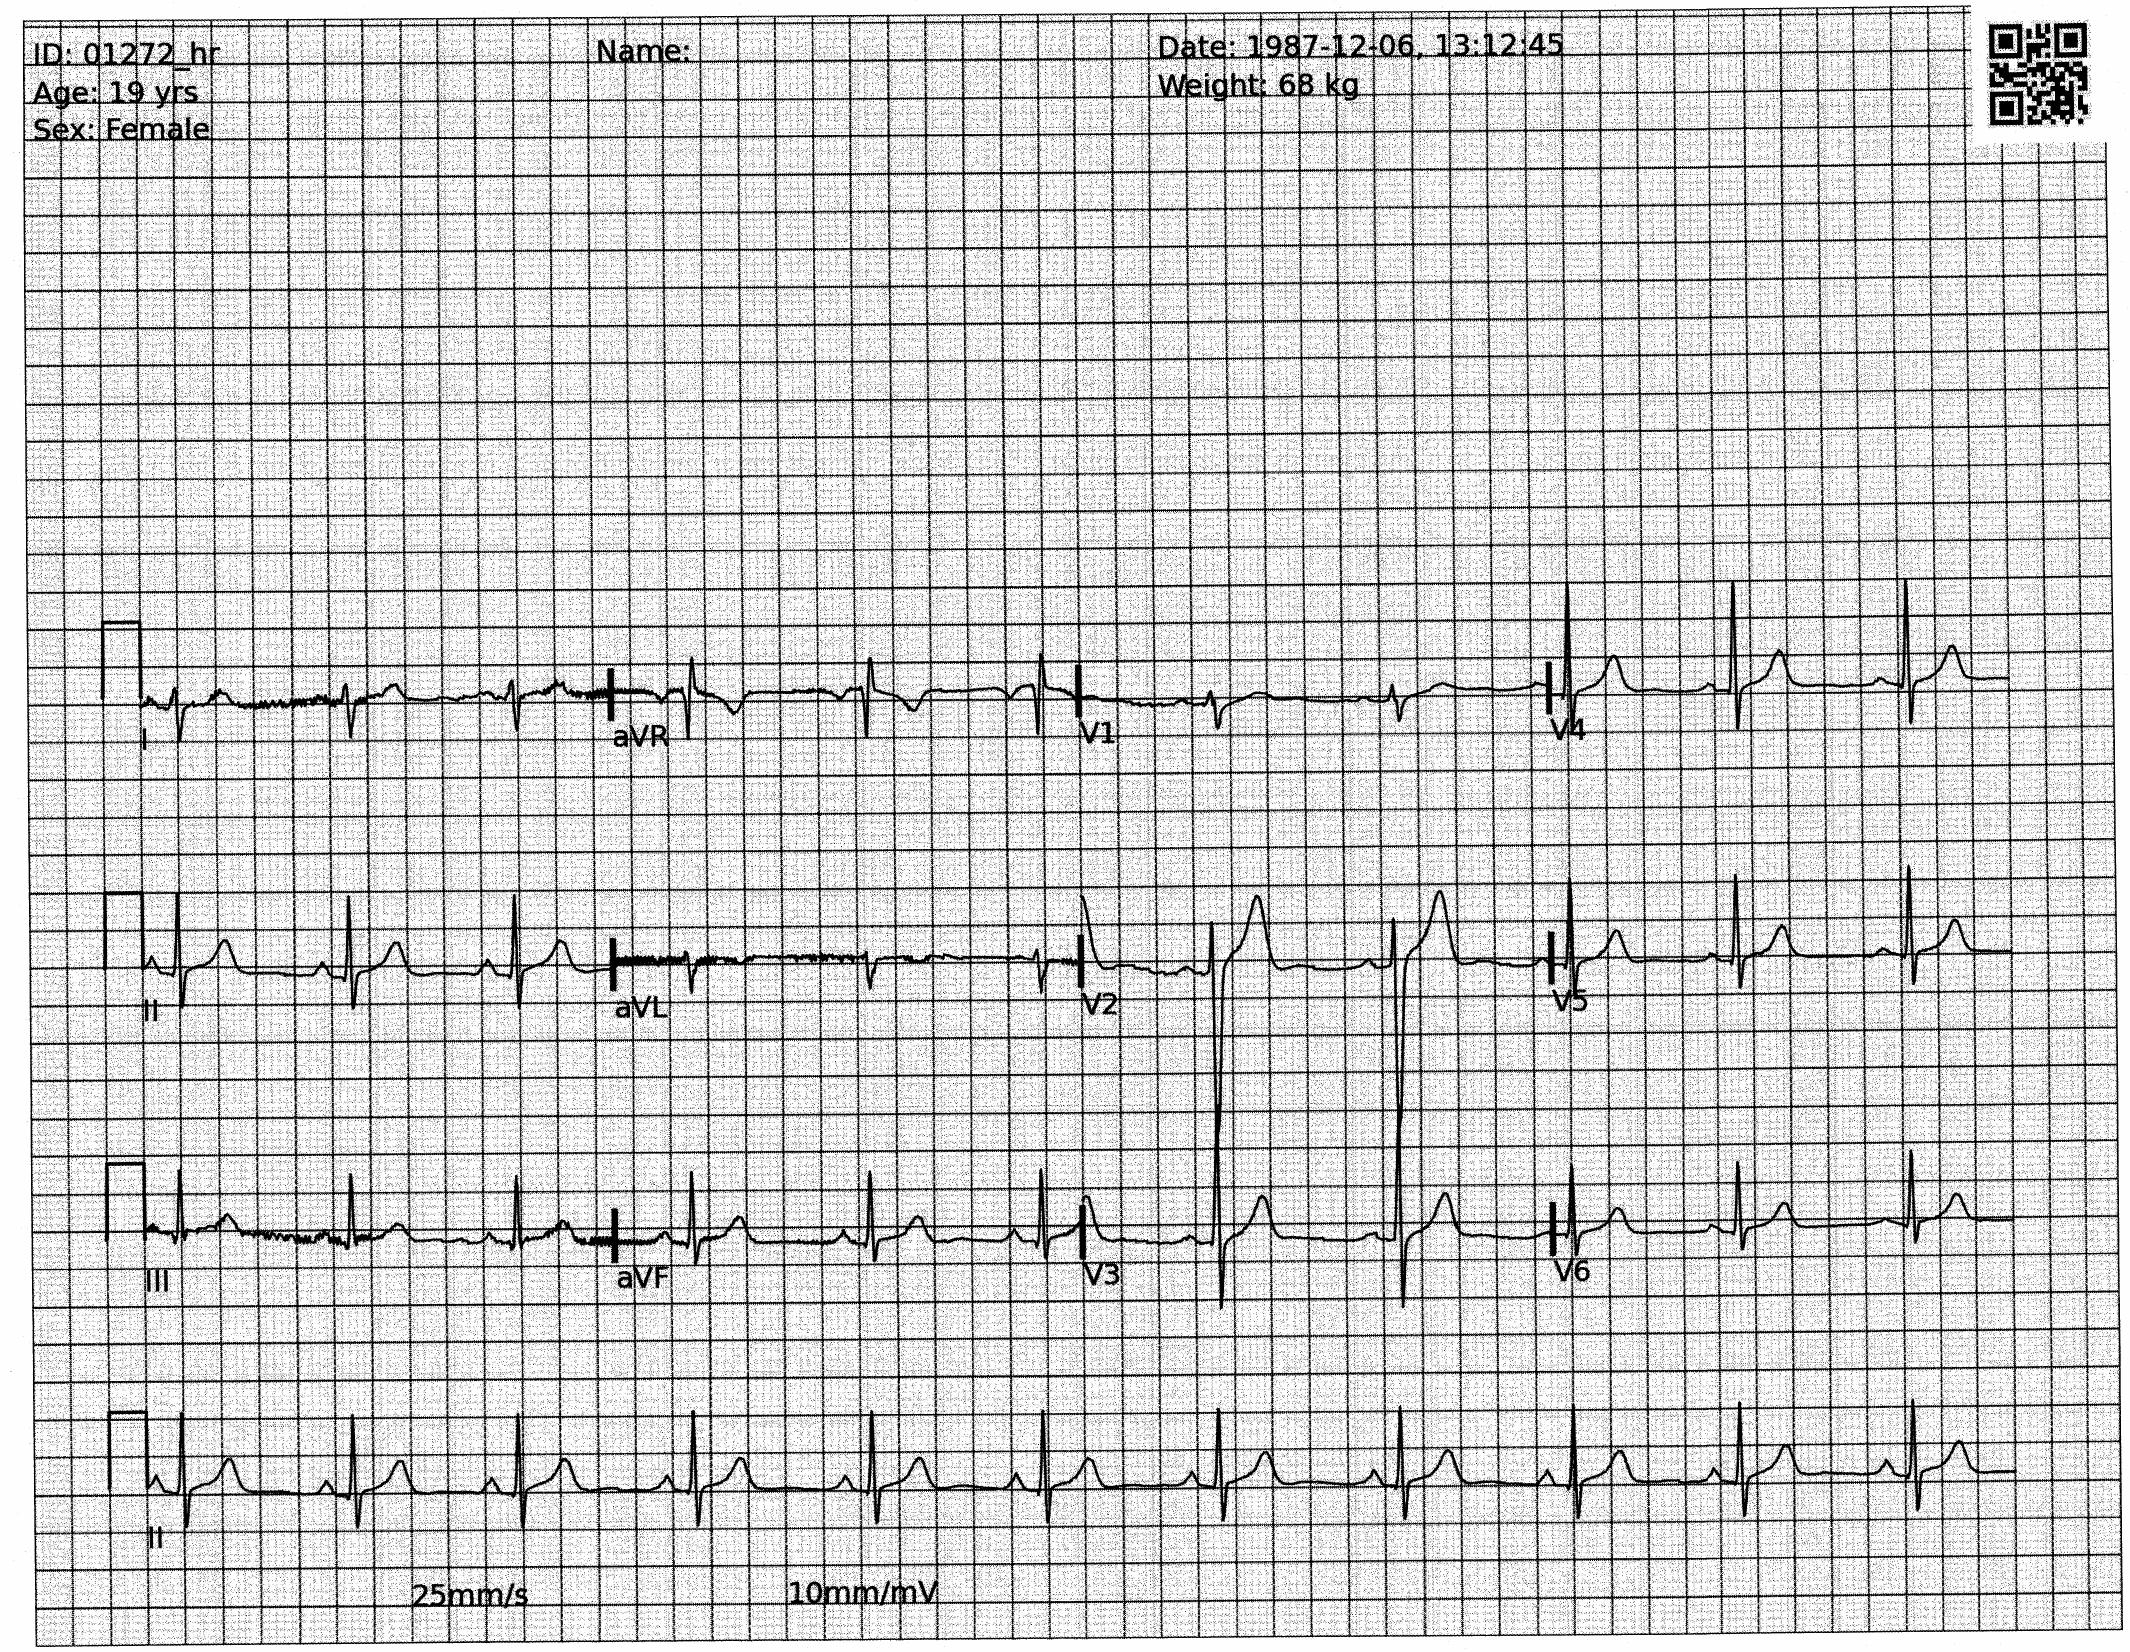 ID: 01272_hr
Name:
Date: 1987-12-06, 13:12:45
Age: 19 yrs
Weight: 68 kg
Sex: Female
I
aVR
V1
V4
II
aVL
V2
V5
III
aVF
V3
V6
II
25mm/s
10mm/mV